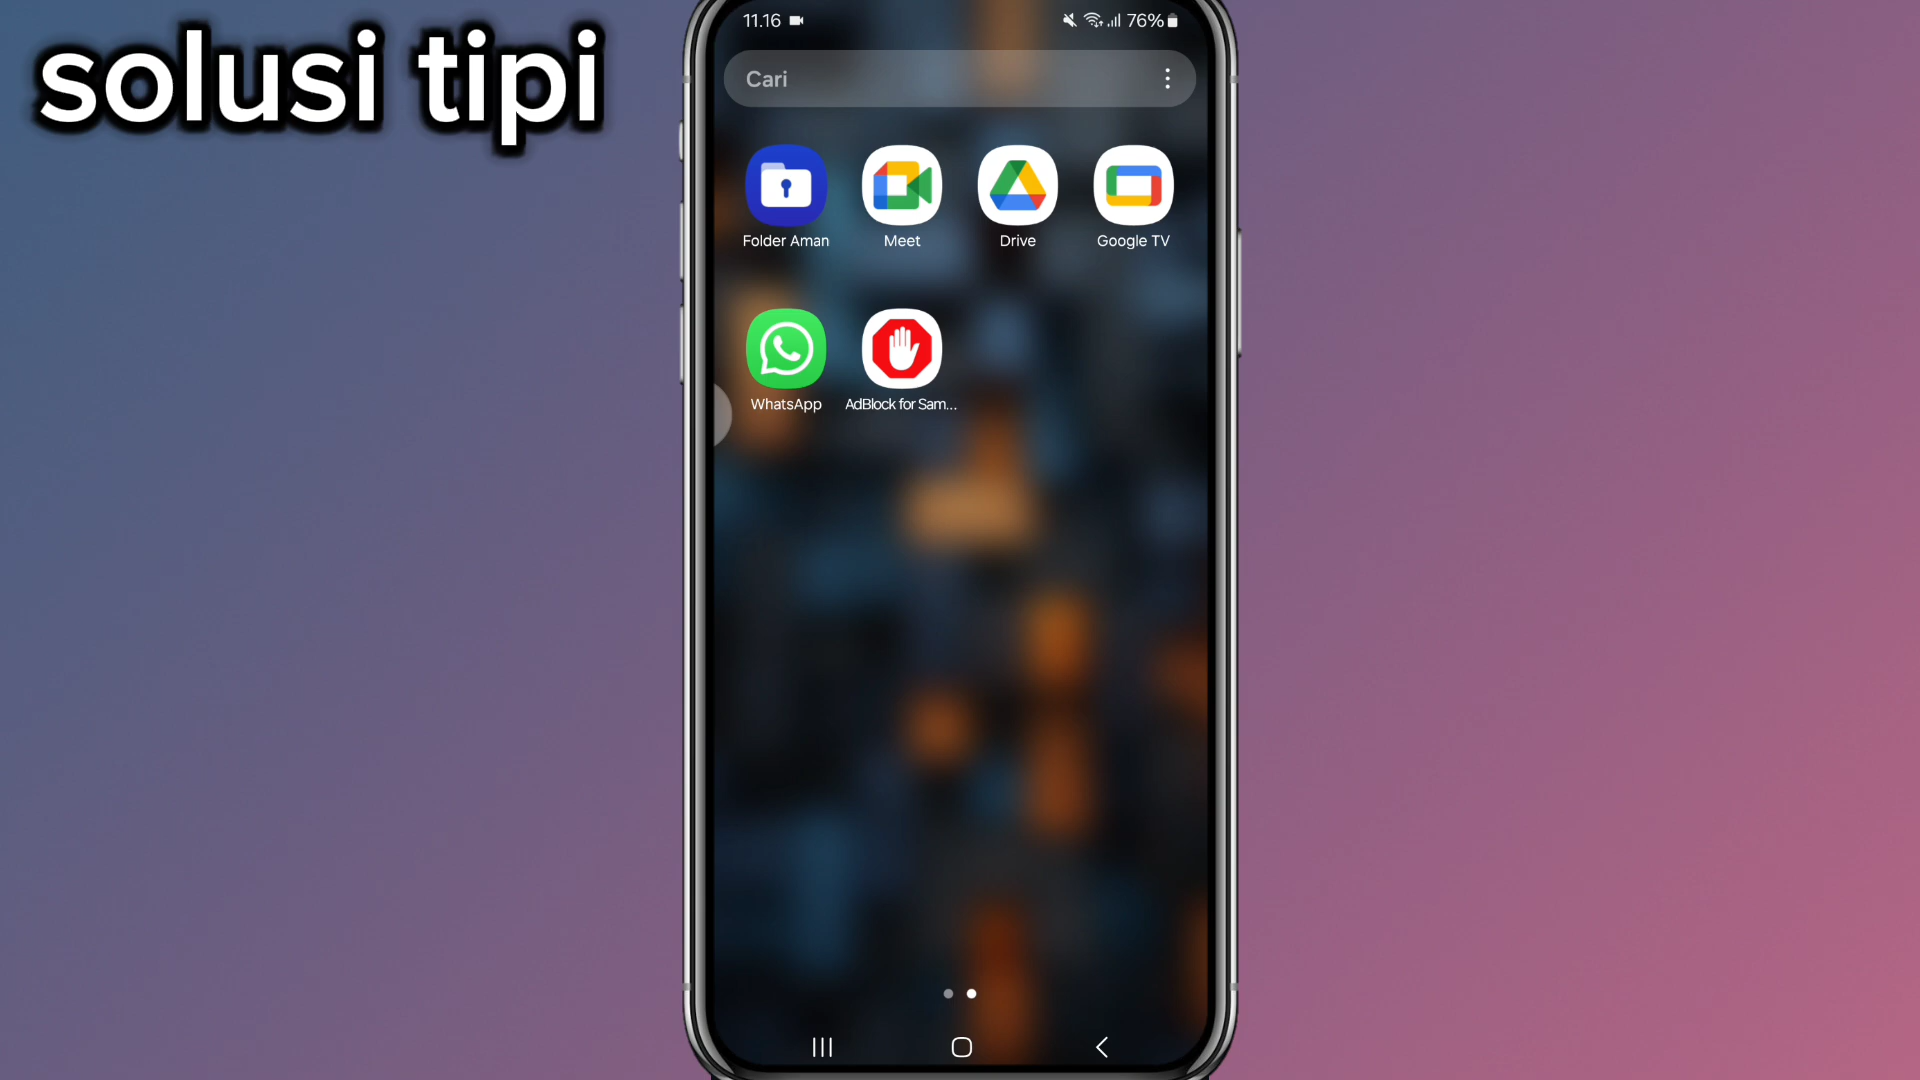 solusi tipi
11.16
76%
Cari
Folder Aman
Meet
Drive
Google TV
WhatsApp
AdBlock for Sam...